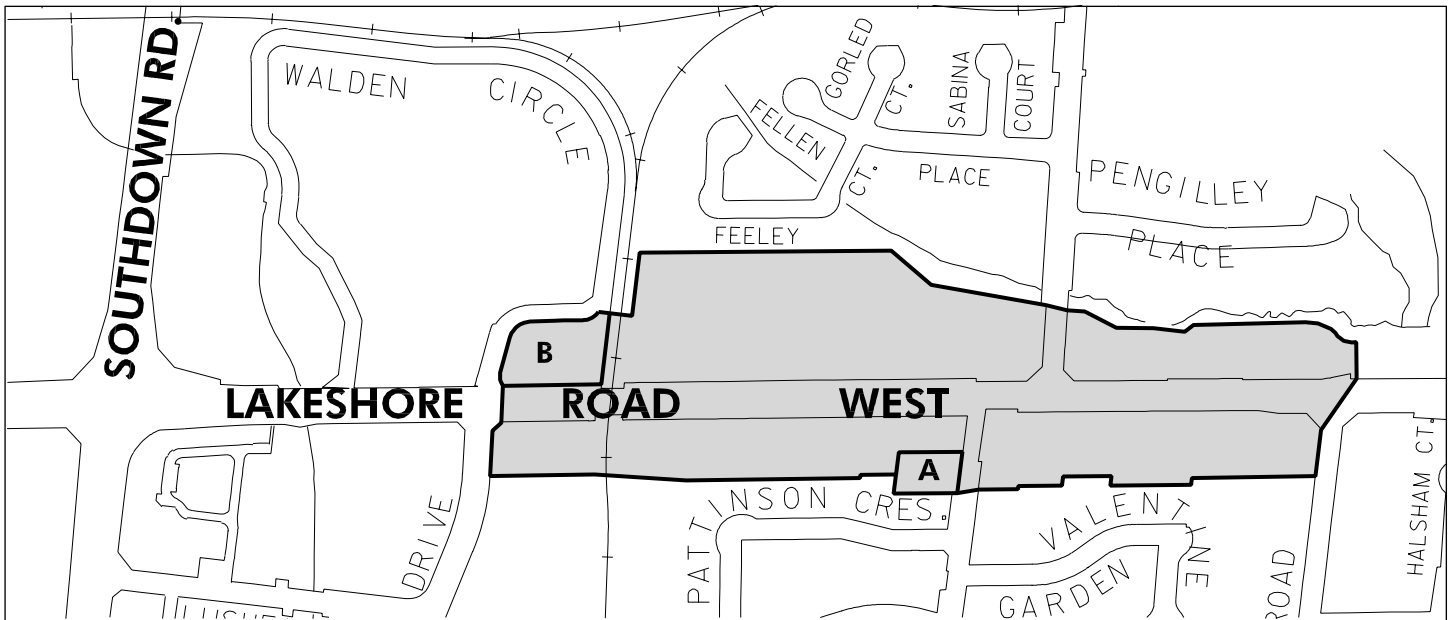 SOUTHDOWN RD.
WALDEN CIRCLE
GORLED CT.
SABINA COURT
FELLEN CT.
PLACE
FEELEY
PENGILLEY
PLACE
B
LAKESHORE ROAD WEST
A
PATTINSON CRES.
VALENTINE
GARDEN
DRIVE
ROAD
HALSHAM CT.